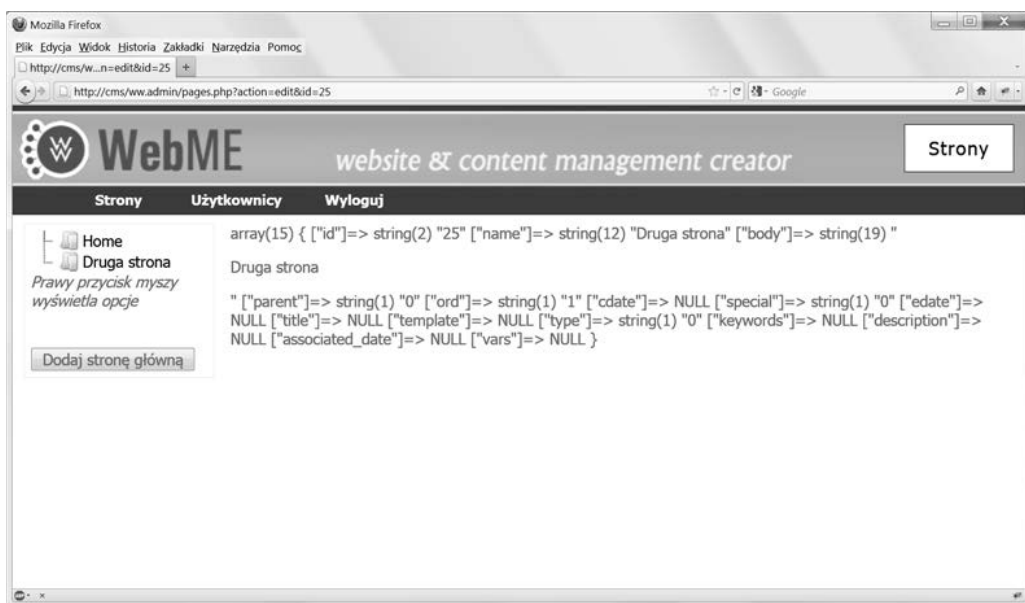 Mozilla Firefox
Plik Edycja Widok Historia Zakładki Narzędzia Pomoc
http://cms/w...n=edit&id=25 +
http://cms/ww.admin/pages.php?action=edit&id=25 Google
W WebME website & content management creator Strony
Strony Użytkownicy Wyloguj
Home
Druga strona
Prawy przycisk myszy
wyświetla opcje
Dodaj stronę główną
array(15) { ["id"]=> string(2) "25" ["name"]=> string(12) "Druga strona" ["body"]=> string(19) "
Druga strona
" ["parent"]=> string(1) "0" ["ord"]=> string(1) "1" ["cdate"]=> NULL ["special"]=> string(1) "0" ["edate"]=>
NULL ["title"]=> NULL ["template"]=> NULL ["type"]=> string(1) "0" ["keywords"]=> NULL ["description"]=>
NULL ["associated_date"]=> NULL ["vars"]=> NULL }